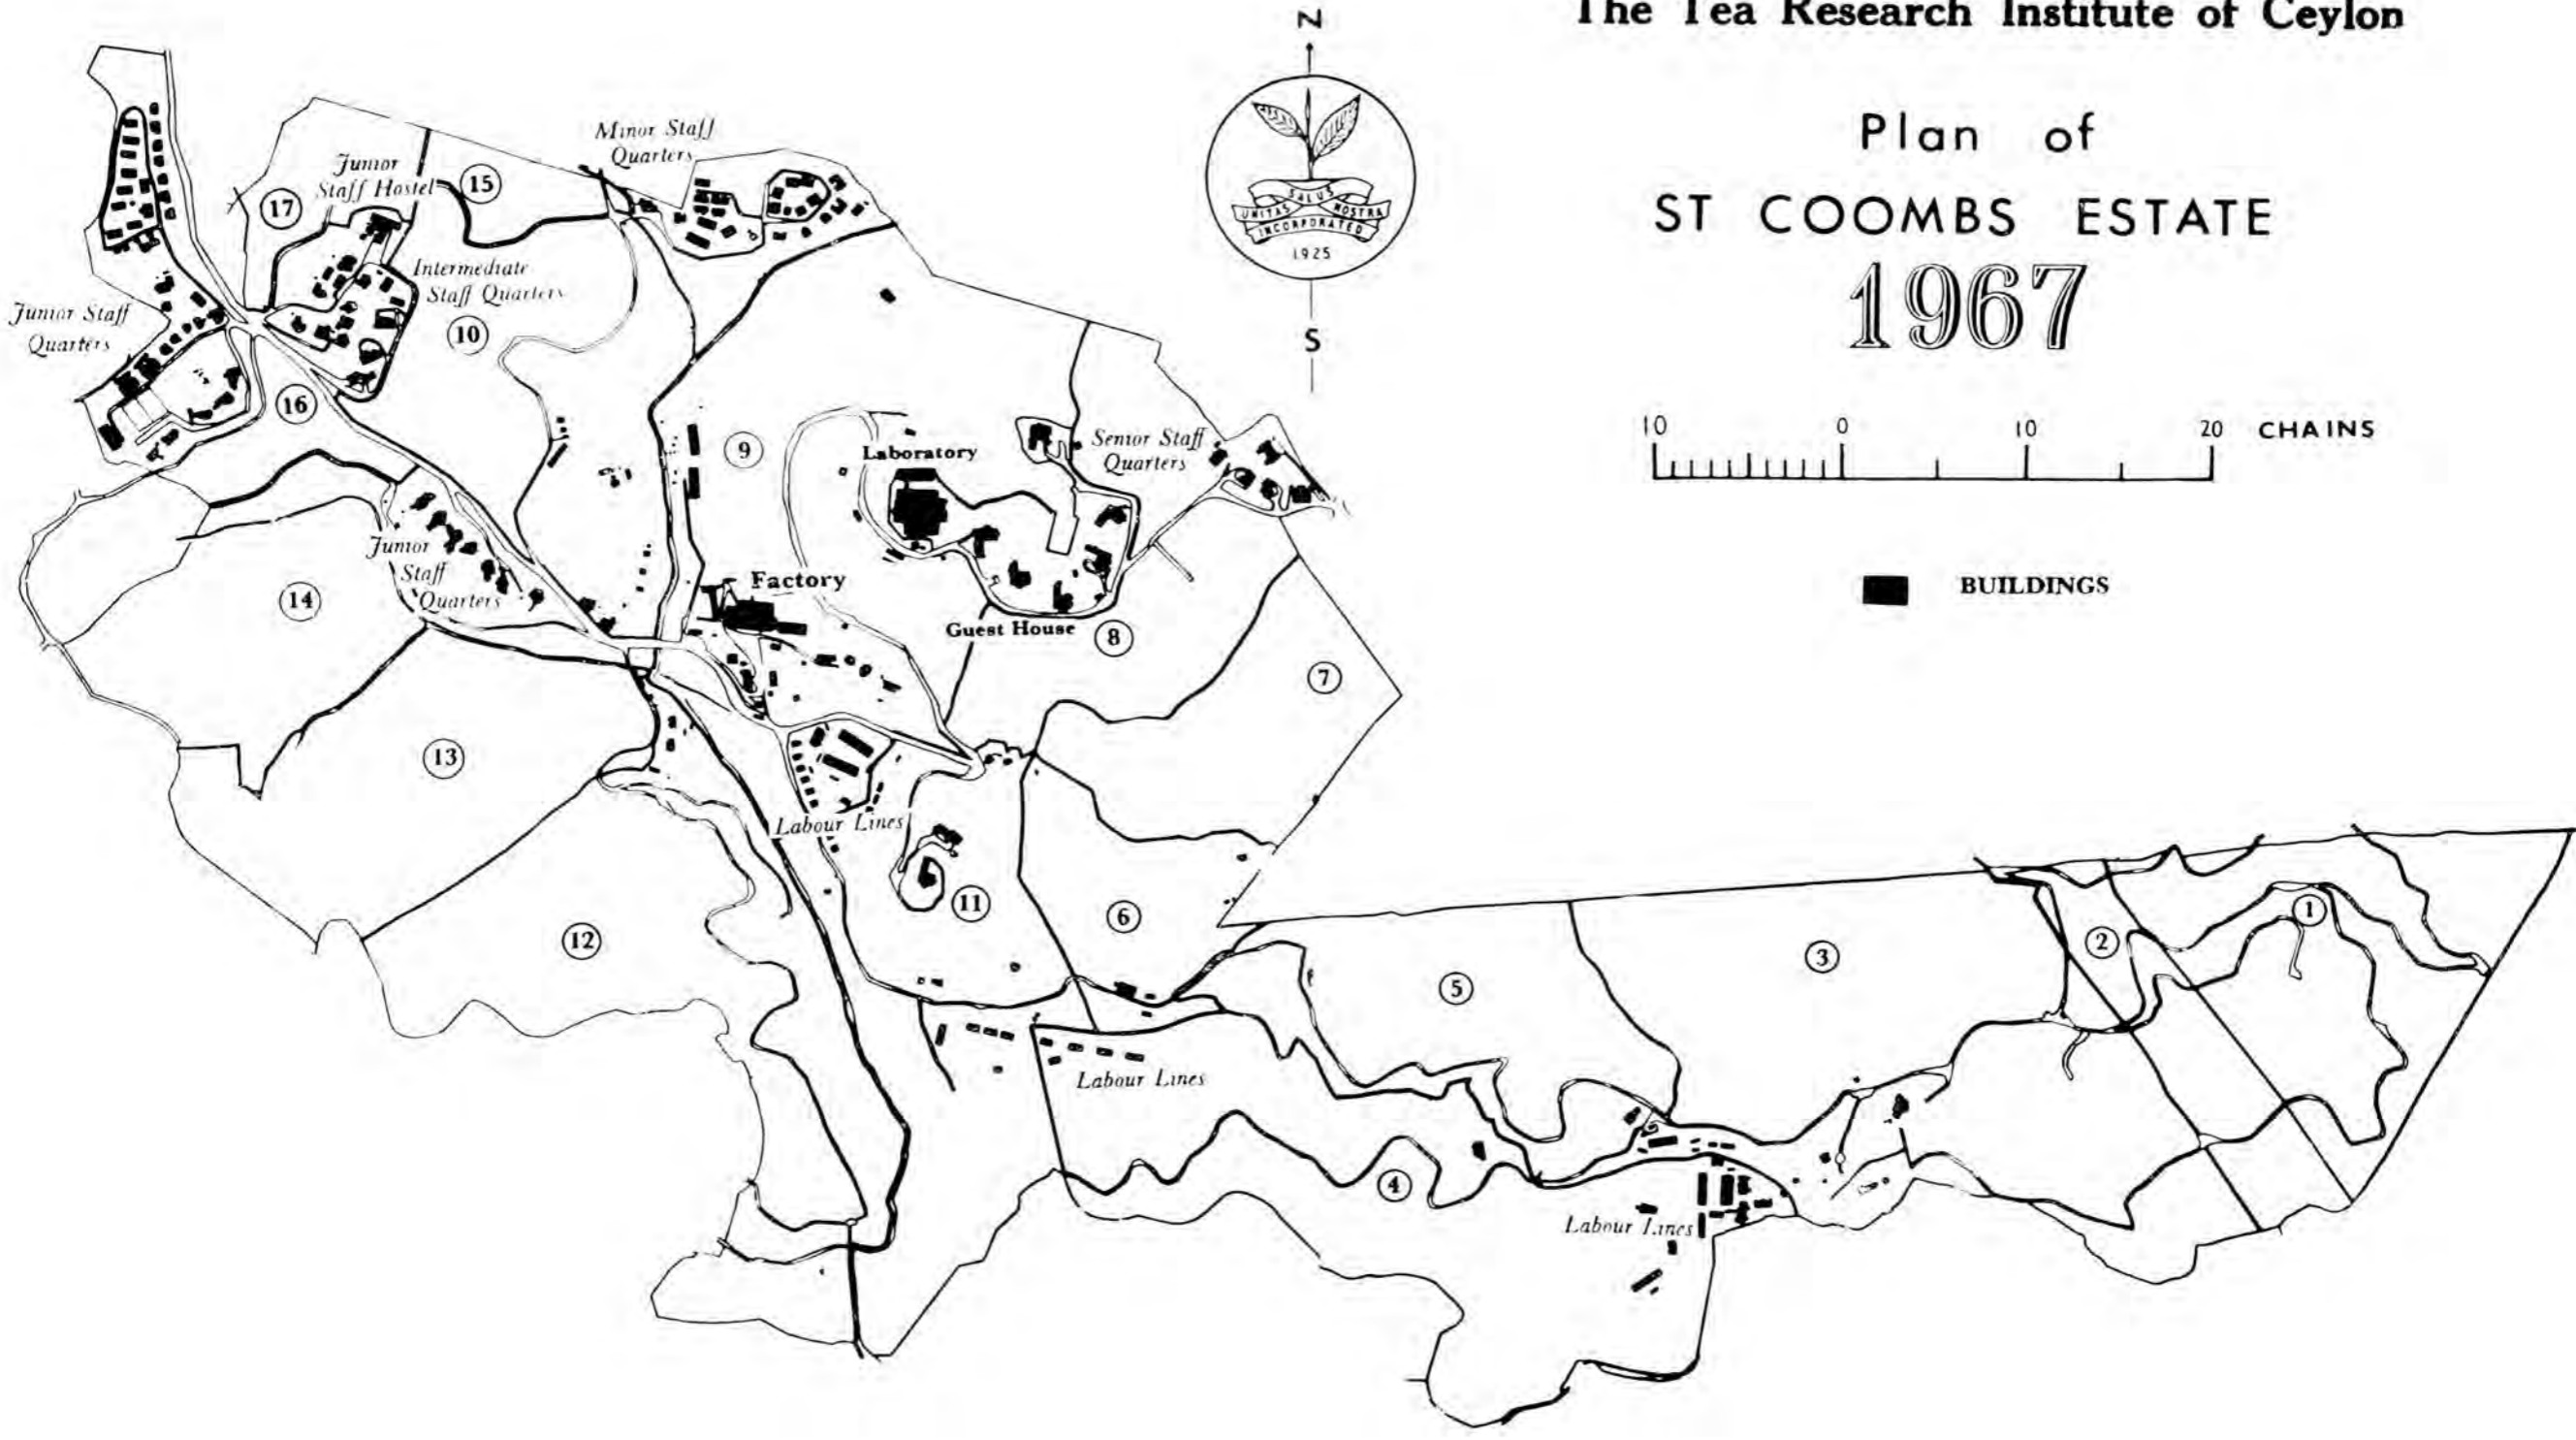 The Tea Research Institute of Ceylon
Plan of
ST COOMBS ESTATE
1967
N
SALUS
UNITAS NOSTRA
INCORPORATED
1925
S
10 0 10 20 CHAINS
BUILDINGS
Minor Staff
Quarters
Junior
Staff Hostel
15
17
Intermediate
Staff Quarters
10
Junior Staff
Quarters
16
9
Laboratory
Senior Staff
Quarters
Junior
Staff
Quarters
14
Factory
Guest House
8
7
13
Labour Lines
11
6
12
5
3
2
1
Labour Lines
4
Labour Lines